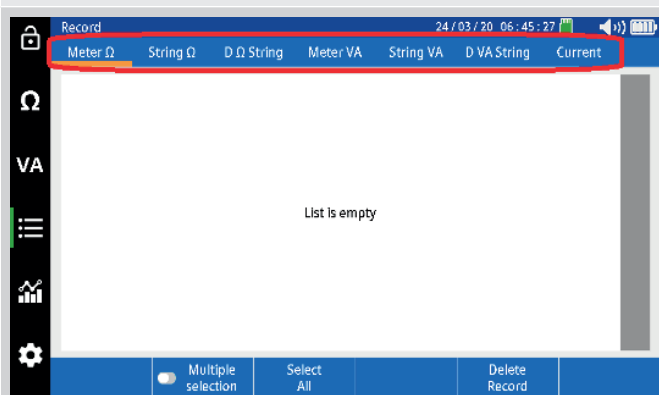 Record 24/03/20 06:45:27
Meter Ω String Ω D Ω String Meter VA String VA D VA String Current
Ω
VA
List is empty
Multiple selection
Select All
Delete Record